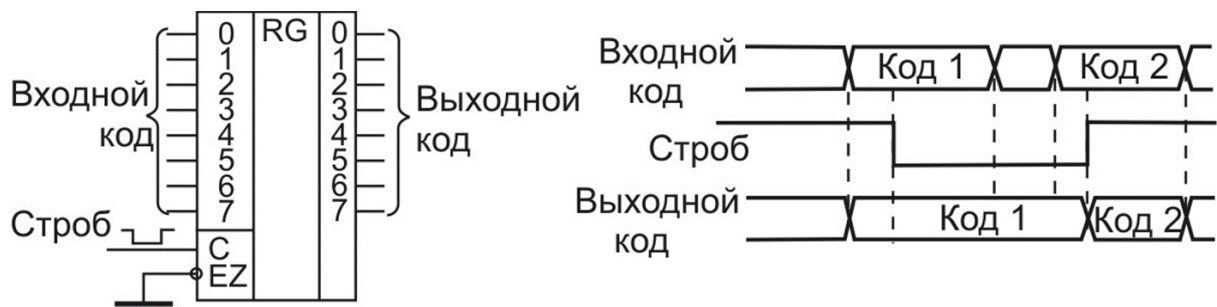 Входной код
Строб
0
1
2
3
4
5
6
7
C
EZ
RG
0
1
2
3
4
5
6
7
Выходной код
Входной код
Код 1
Код 2
Строб
Выходной код
Код 1
Код 2